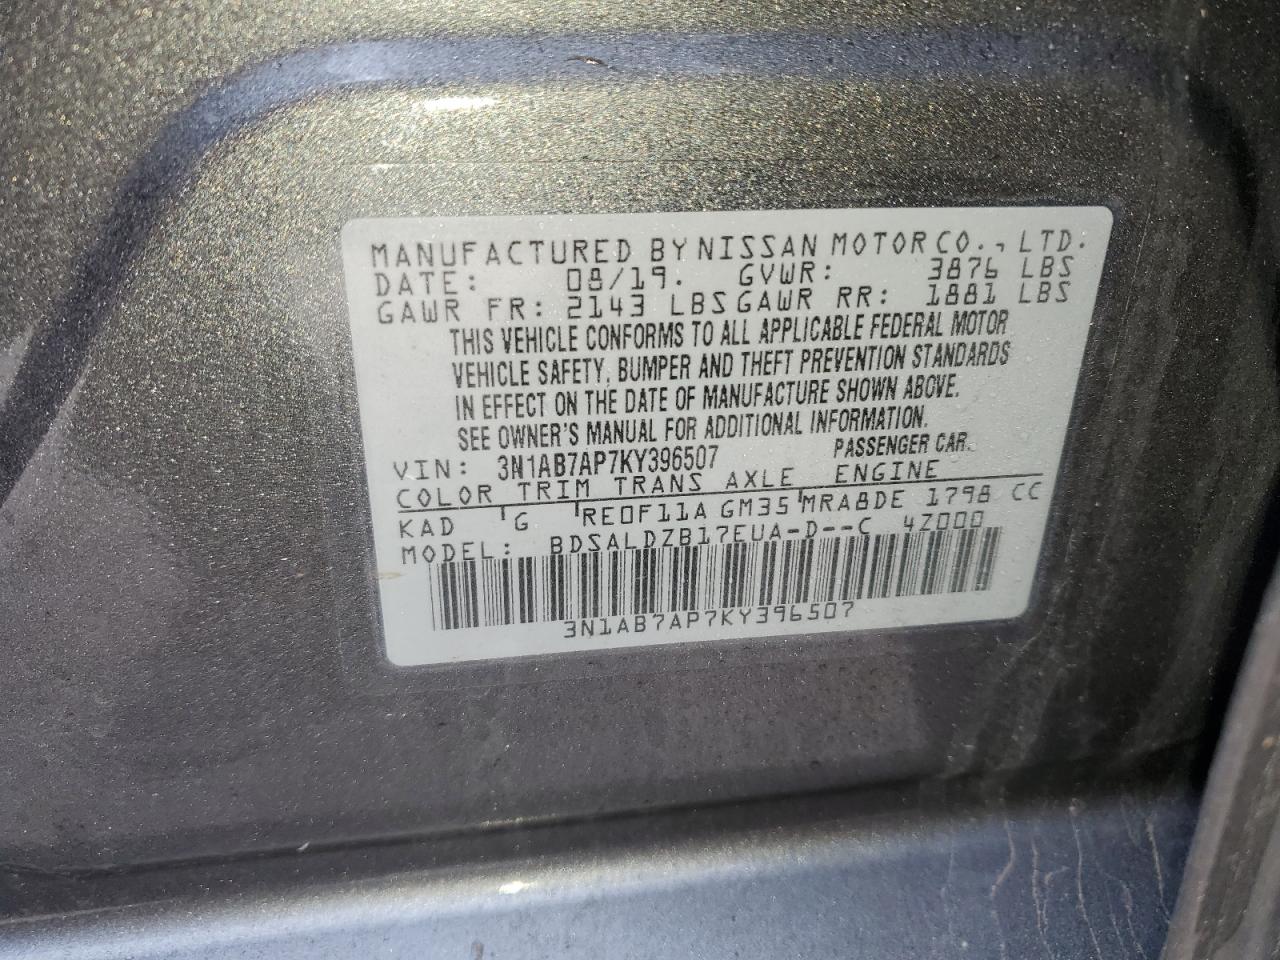 MANUFACTURED BY NISSAN MOTOR CO., LTD.
DATE: 08/19. GVWR: 3876 LBS
GAWR FR: 2143 LBS GAWR RR: 1881 LBS
THIS VEHICLE CONFORMS TO ALL APPLICABLE FEDERAL MOTOR
VEHICLE SAFETY, BUMPER AND THEFT PREVENTION STANDARDS
IN EFFECT ON THE DATE OF MANUFACTURE SHOWN ABOVE.
SEE OWNER'S MANUAL FOR ADDITIONAL INFORMATION.
VIN: 3N1AB7AP7KY396507 PASSENGER CAR.
COLOR TRIM TRANS AXLE ENGINE
KAD G RE0F11A GM35 MRA8DE 1798 CC
MODEL: BDSALDZB17EUA-D--C 4Z000
3N1AB7AP7KY396507